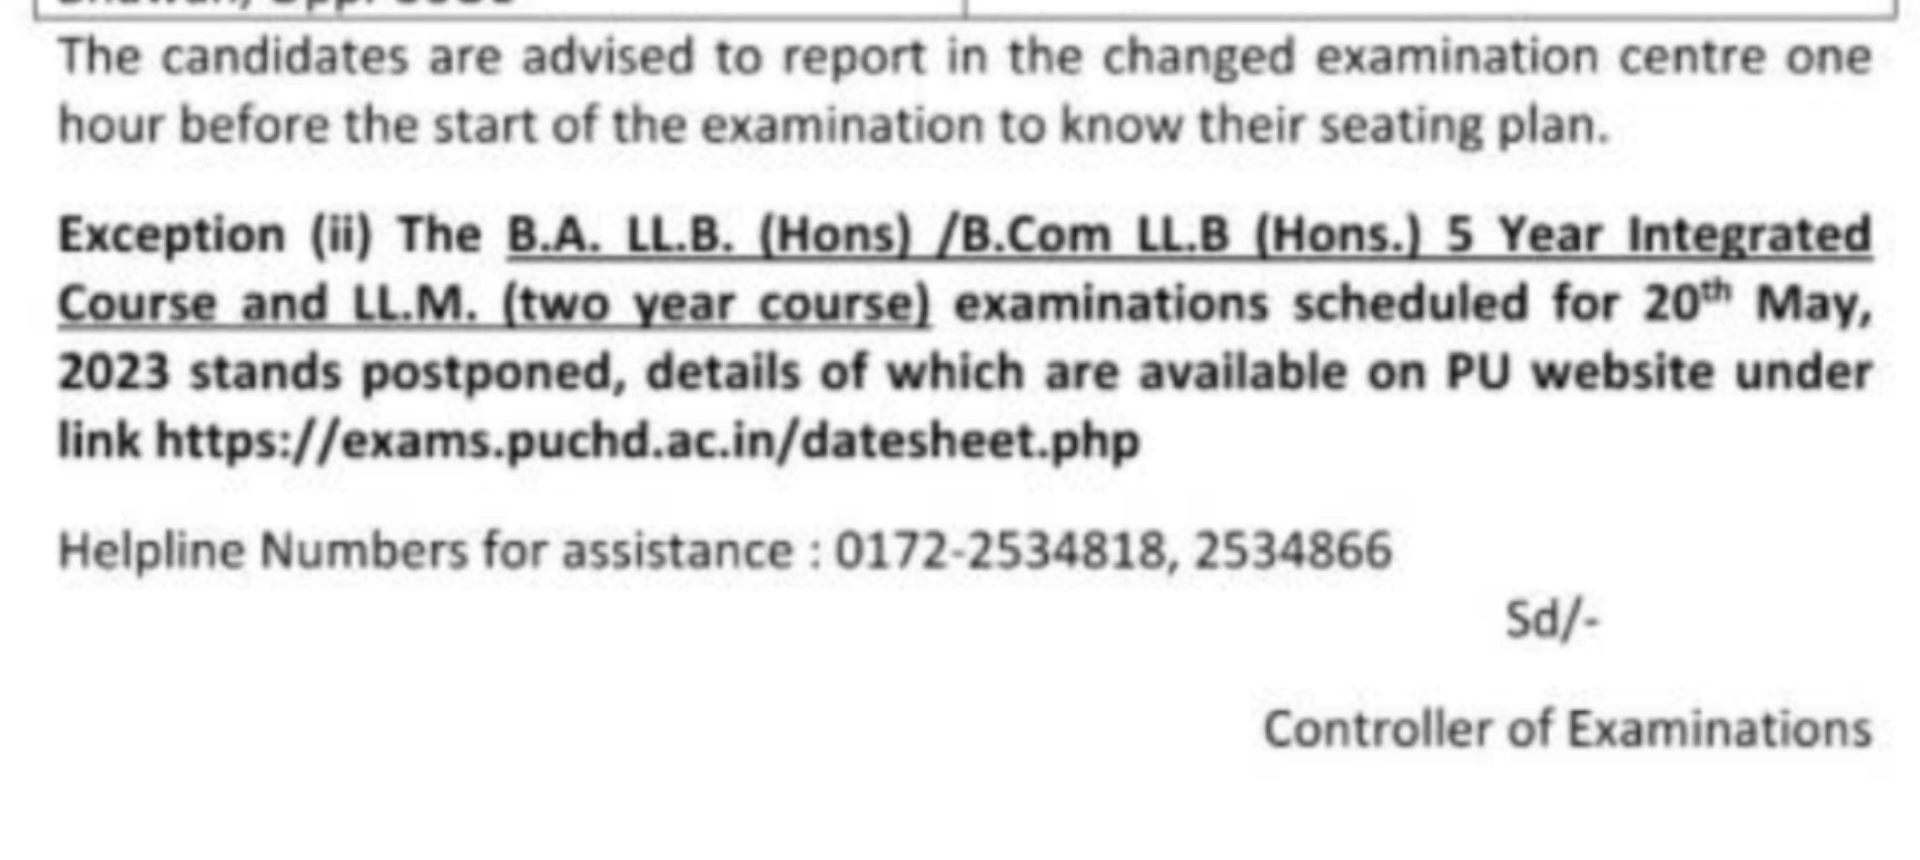 The candidates are advised to report in the changed examination centre one
hour before the start of the examination to know their seating plan.
Exception (ii) The B.A. LL.B. (Hons) /B.Com LL.B (Hons.) 5 Year Integrated
Course and LL.M. (two year course) examinations scheduled for 20th May,
2023 stands postponed, details of which are available on PU website under
link https://exams.puchd.ac.in/datesheet.php
Helpline Numbers for assistance : 0172-2534818, 2534866
Sd/-
Controller of Examinations